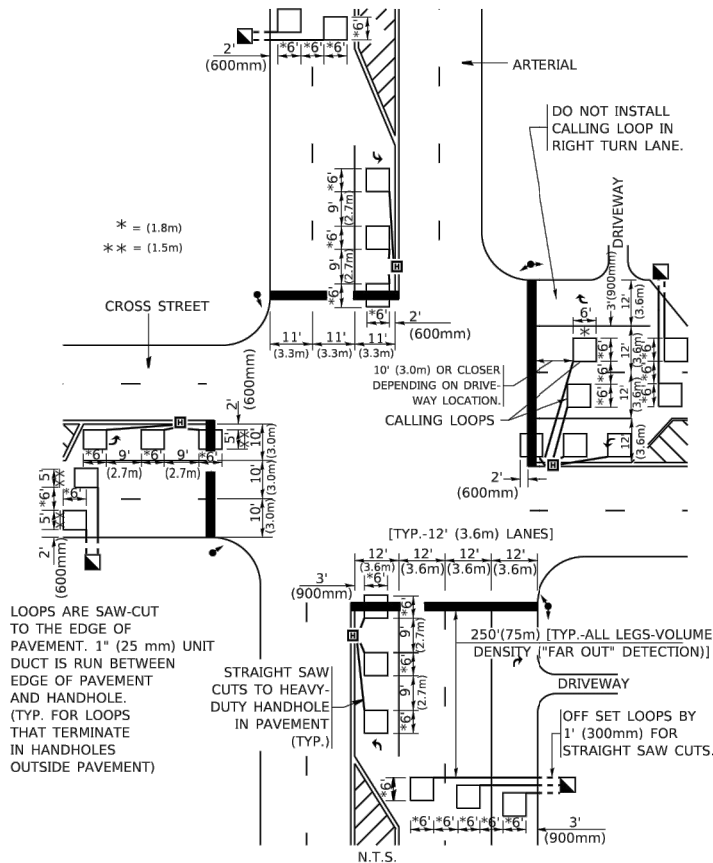 *6'
*6' *6' *6'
2'
(600mm)
ARTERIAL
DO NOT INSTALL
CALLING LOOP IN
RIGHT TURN LANE.
*6'
9'
(2.7m)
*6'
9'
(2.7m)
*6'
*6'
2'
(600mm)
11' 11' 11'
(3.3m) (3.3m) (3.3m)
H
* = (1.8m)
** = (1.5m)
CROSS STREET
DRIVEWAY
3'(900mm)
12'
(3.6m)
6'
*
*6' 12' *6'
(3.6m)
*6' *6'
*6' 12' *6'
(3.6m)
12'
(3.6m)
10' (3.0m) OR CLOSER
DEPENDING ON DRIVE-
WAY LOCATION.
CALLING LOOPS
H
2'
(600mm)
2'
(600mm)
H
5'
**
10'
(3.0m)
*6' 9' *6' 9' *6'
(2.7m) (2.7m)
10'
(3.0m)
10'
(3.0m)
5'
**
*6'
*6'
5'
**
2'
(600mm)
[TYP.-12' (3.6m) LANES]
12' 12' 12' 12'
(3.6m) (3.6m) (3.6m) (3.6m)
*6'
3'
(900mm)
*6'
9'
(2.7m)
*6'
9'
(2.7m)
*6'
H
LOOPS ARE SAW-CUT
TO THE EDGE OF
PAVEMENT. 1" (25 mm) UNIT
DUCT IS RUN BETWEEN
EDGE OF PAVEMENT
AND HANDHOLE.
(TYP. FOR LOOPS
THAT TERMINATE
IN HANDHOLES
OUTSIDE PAVEMENT)
STRAIGHT SAW
CUTS TO HEAVY-
DUTY HANDHOLE
IN PAVEMENT
(TYP.)
250'(75m) [TYP.-ALL LEGS-VOLUME
DENSITY ("FAR OUT" DETECTION)]
DRIVEWAY
OFF SET LOOPS BY
1' (300mm) FOR
STRAIGHT SAW CUTS.
*6'
*6' *6' *6' *6' *6'
3'
(900mm)
N.T.S.